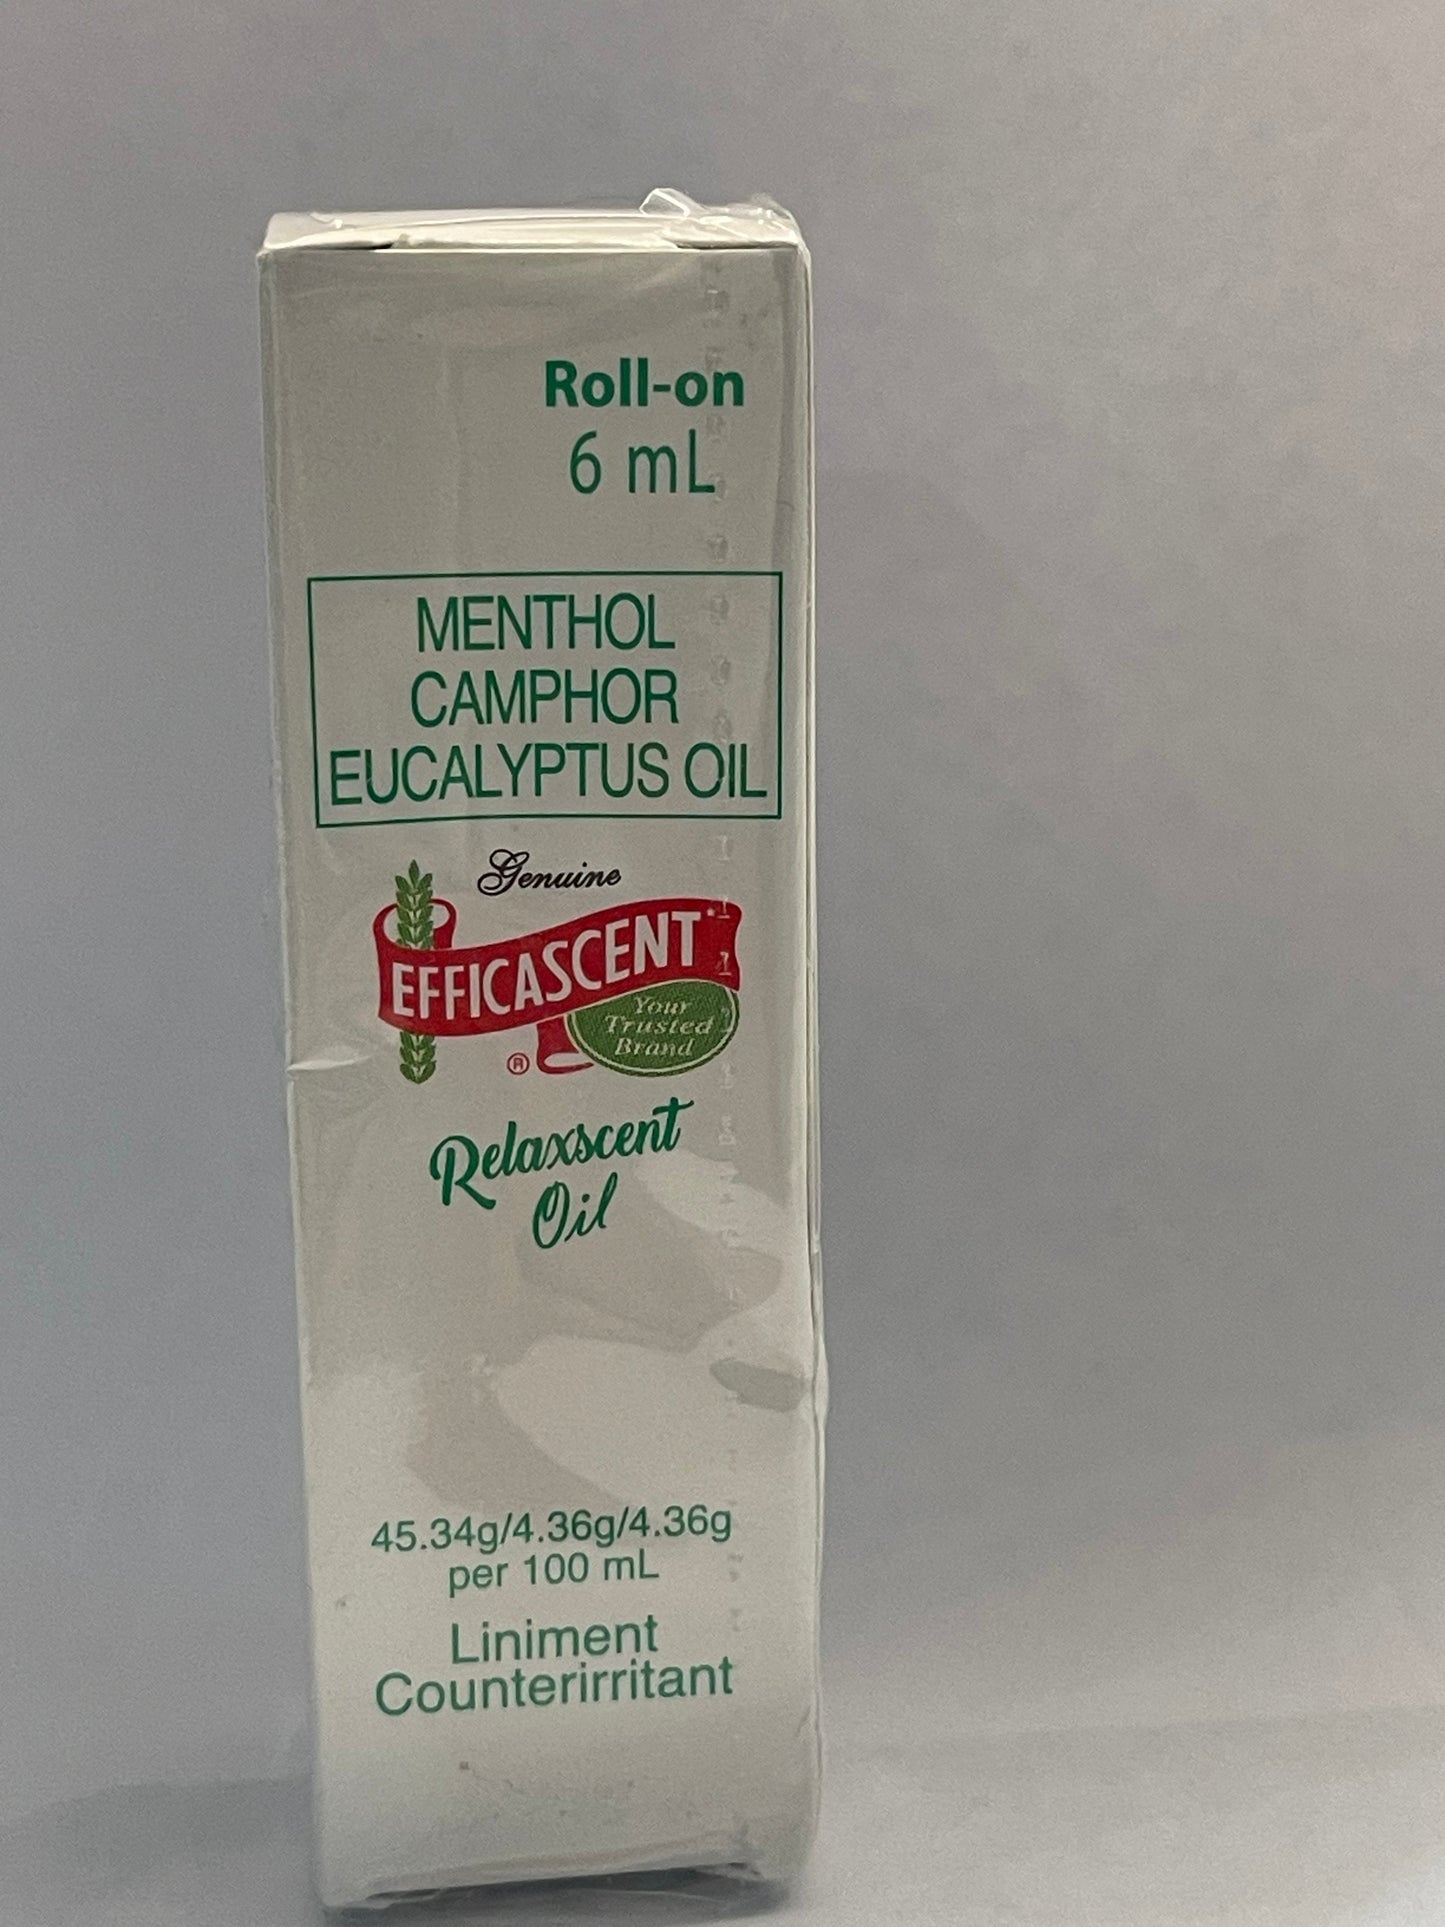 Roll-on
6 mL
MENTHOL
CAMPHOR
EUCALYPTUS OIL
Genuine
EFFICASCENT
Your
Trusted
Brand
®
Relaxscent
Oil
45.34g/4.36g/4.36g
per 100 mL
Liniment
Counterirritant